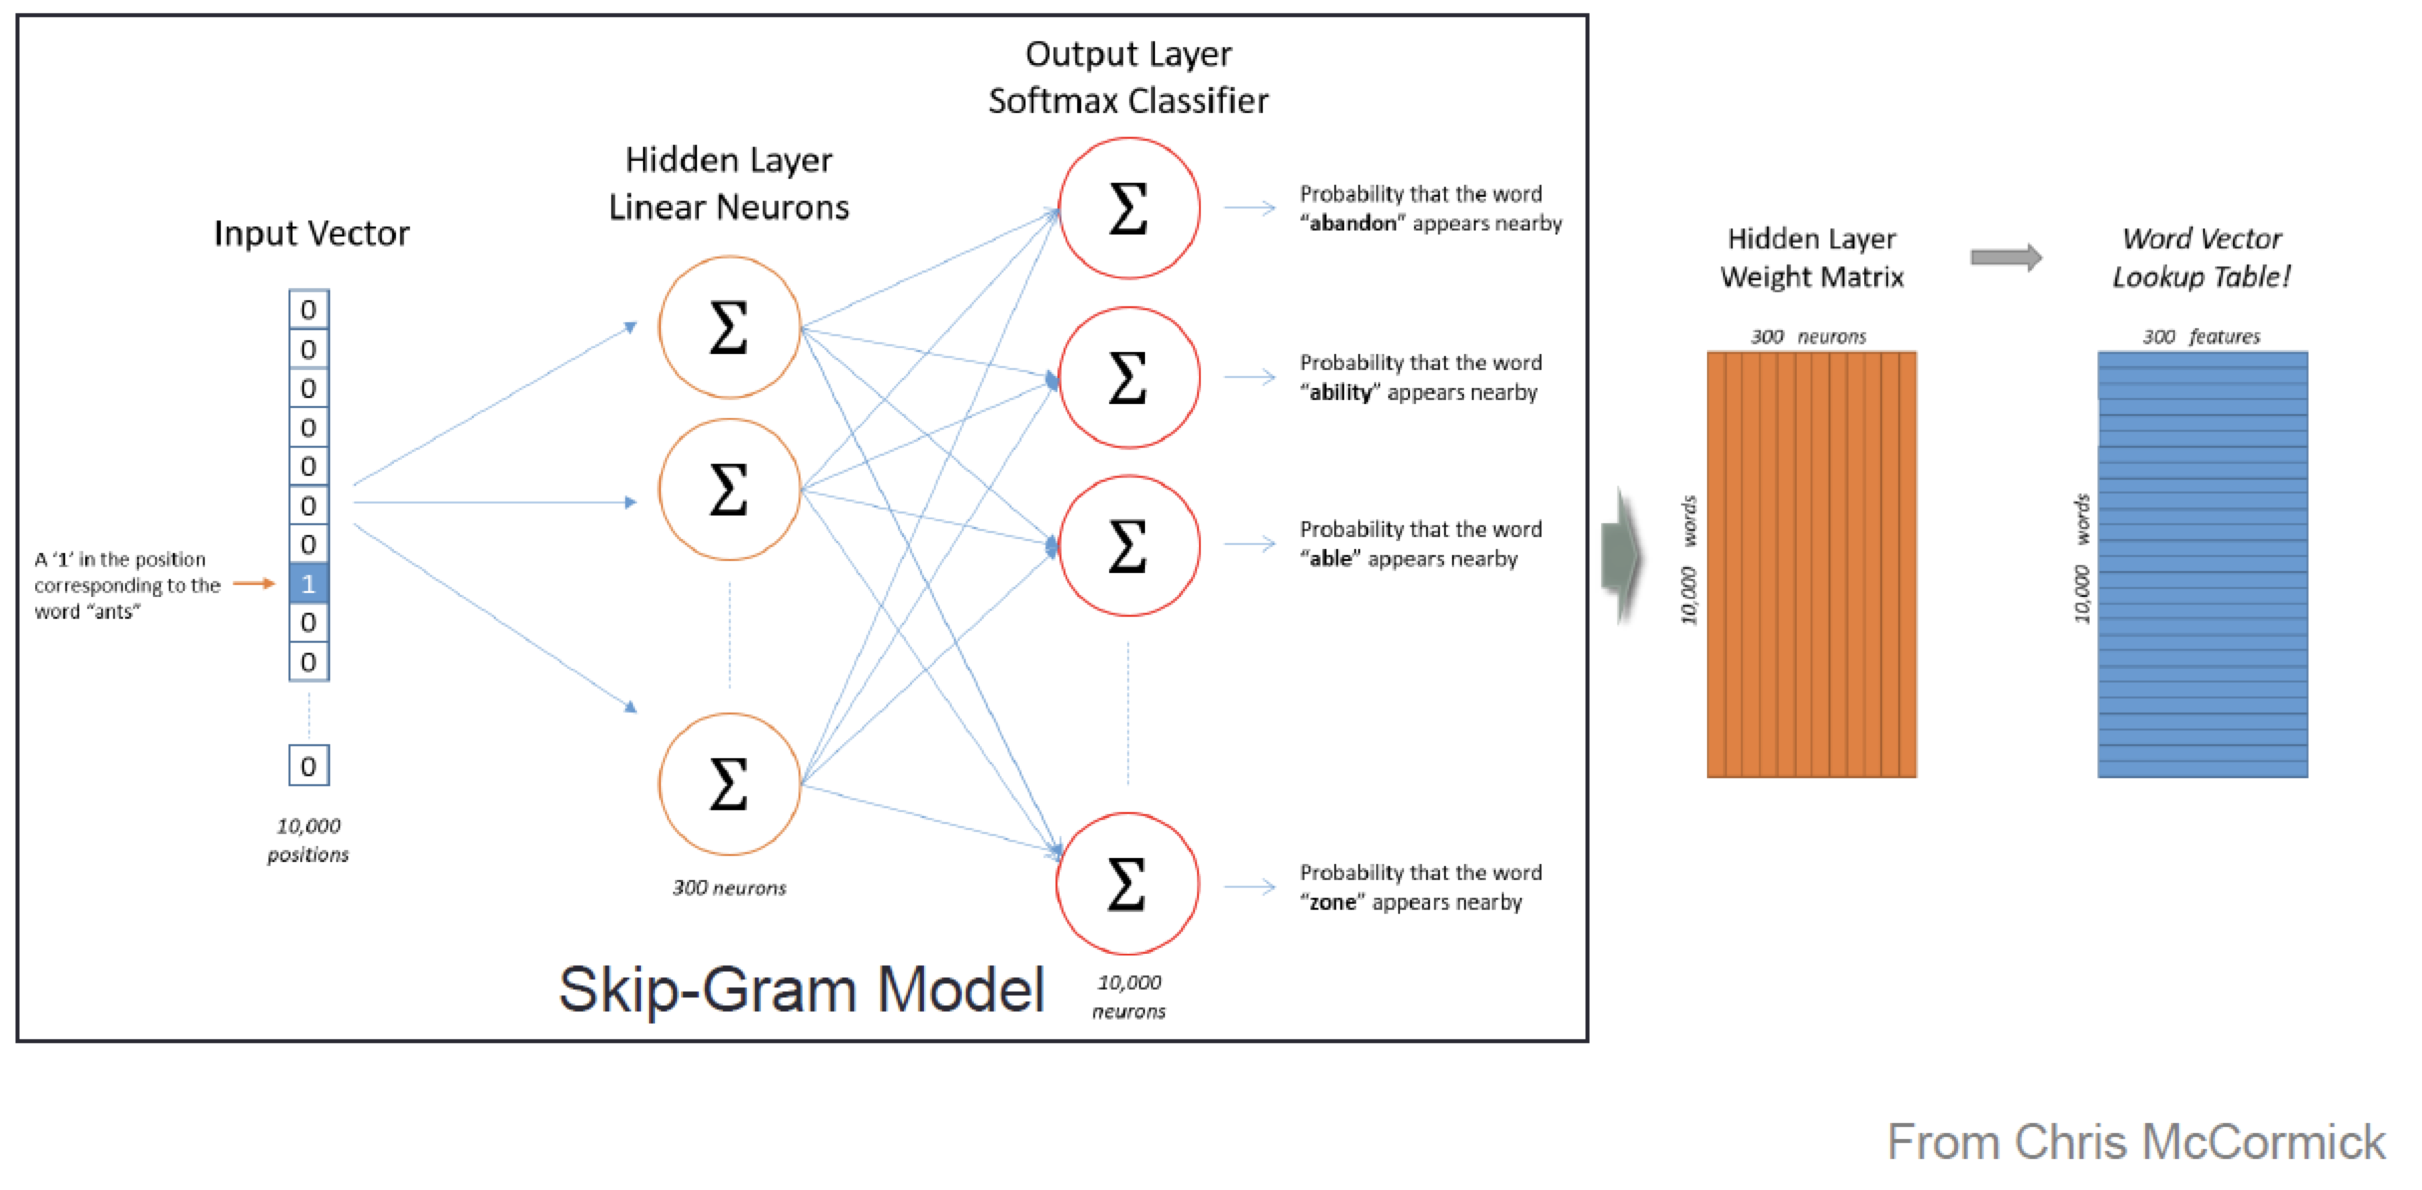 Output Layer
Softmax Classifier
Hidden Layer
Linear Neurons
Input Vector
0
0
0
0
0
0
0
1
0
0
0
A ‘1’ in the position
corresponding to the
word “ants”
10,000
positions
Σ
Σ
Σ
300 neurons
Σ
Σ
Σ
Σ
10,000
neurons
Probability that the word
“abandon” appears nearby
Probability that the word
“ability” appears nearby
Probability that the word
“able” appears nearby
Probability that the word
“zone” appears nearby
Skip-Gram Model
Hidden Layer
Weight Matrix
300 neurons
10,000 words
Word Vector
Lookup Table!
300 features
10,000 words
From Chris McCormick